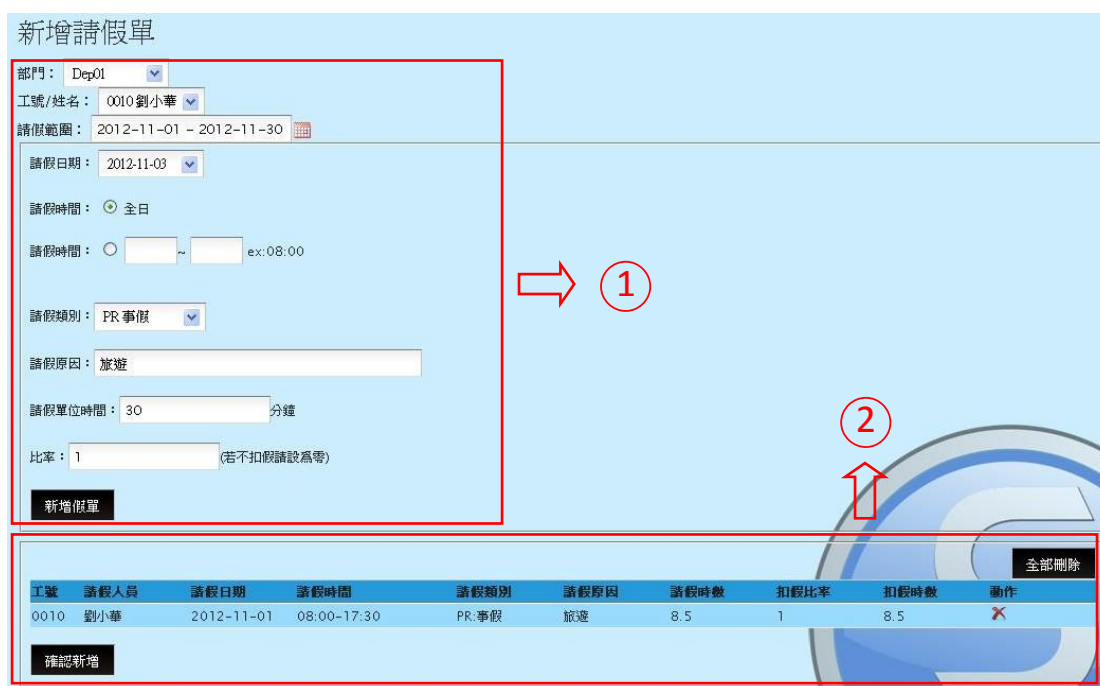 新增請假單
部門： Dep01
工號/姓名： 0010 劉小華
請假範圍： 2012-11-01 - 2012-11-30
請假日期： 2012-11-03
請假時間： 全日
請假時間： ~ ex:08:00
①
請假類別： PR 事假
請假原因： 旅遊
請假單位時間： 30 分鐘
②
比率： 1 (若不扣假請設為零)
新增假單
全部刪除
工號 請假人員 請假日期 請假時間 請假類別 請假原因 請假時數 扣假比率 扣假時數 動作
0010 劉小華 2012-11-01 08:00-17:30 PR:事假 旅遊 8.5 1 8.5
確認新增